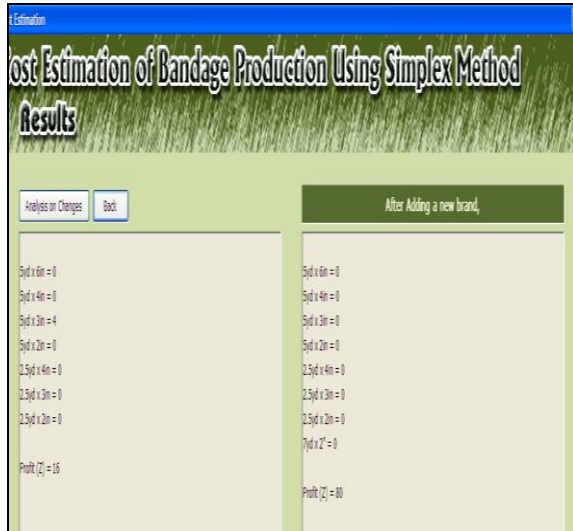 t Estimation
ost Estimation of Bandage Production Using Simplex Method
Results
Analysis on Changes
Back
5yd x 6in = 0
5yd x 4in = 0
5yd x 3in = 4
5yd x 2in = 0
2.5yd x 4in = 0
2.5yd x 3in = 0
2.5yd x 2in = 0
Profit (Z) = 16
After Adding a new brand,
5yd x 6in = 0
5yd x 4in = 0
5yd x 3in = 0
5yd x 2in = 0
2.5yd x 4in = 0
2.5yd x 3in = 0
2.5yd x 2in = 0
7yd x 2" = 0
Profit (Z) = 80